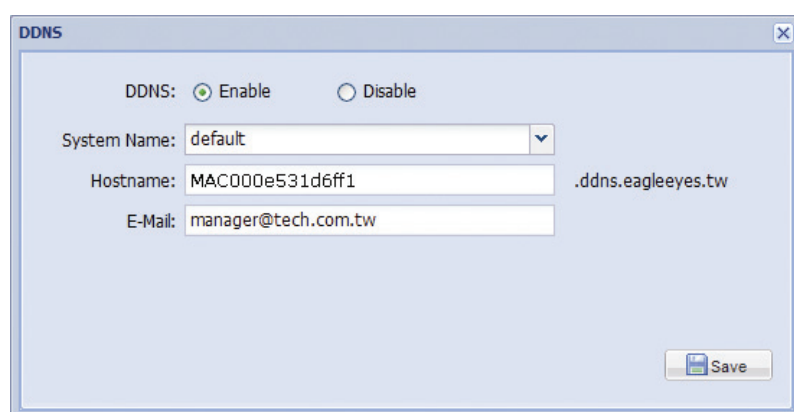 DDNS
DDNS: Enable Disable
System Name: default
Hostname: MAC000e531d6ff1 .ddns.eagleeyes.tw
E-Mail: manager@tech.com.tw
Save